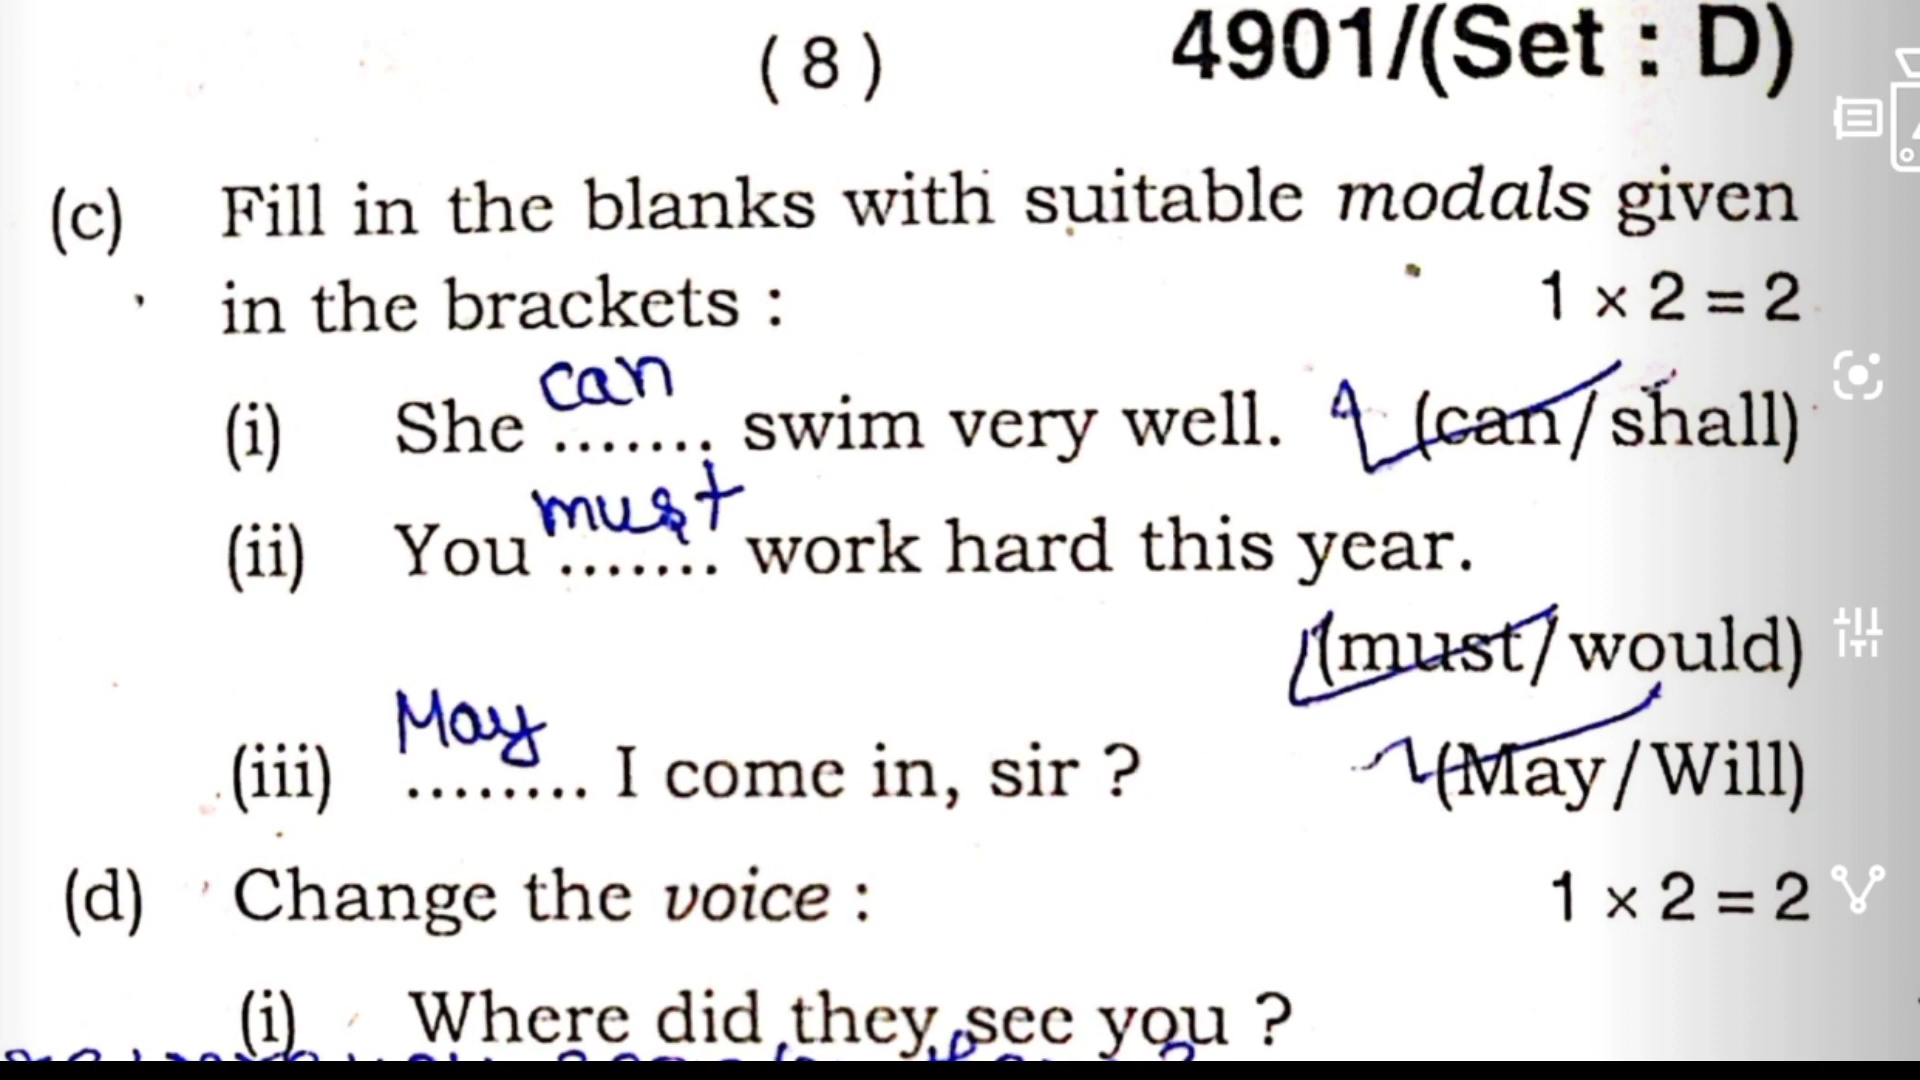 ( 8 )
4901/(Set : D)
(c) Fill in the blanks with suitable modals given
in the brackets :
1 × 2 = 2
can
(i) She ....... swim very well. (can/shall)
must
(ii) You ....... work hard this year.
(must/would)
May
(iii) ........ I come in, sir ? (May/Will)
(d) Change the voice : 1 × 2 = 2
(i) Where did they see you ?